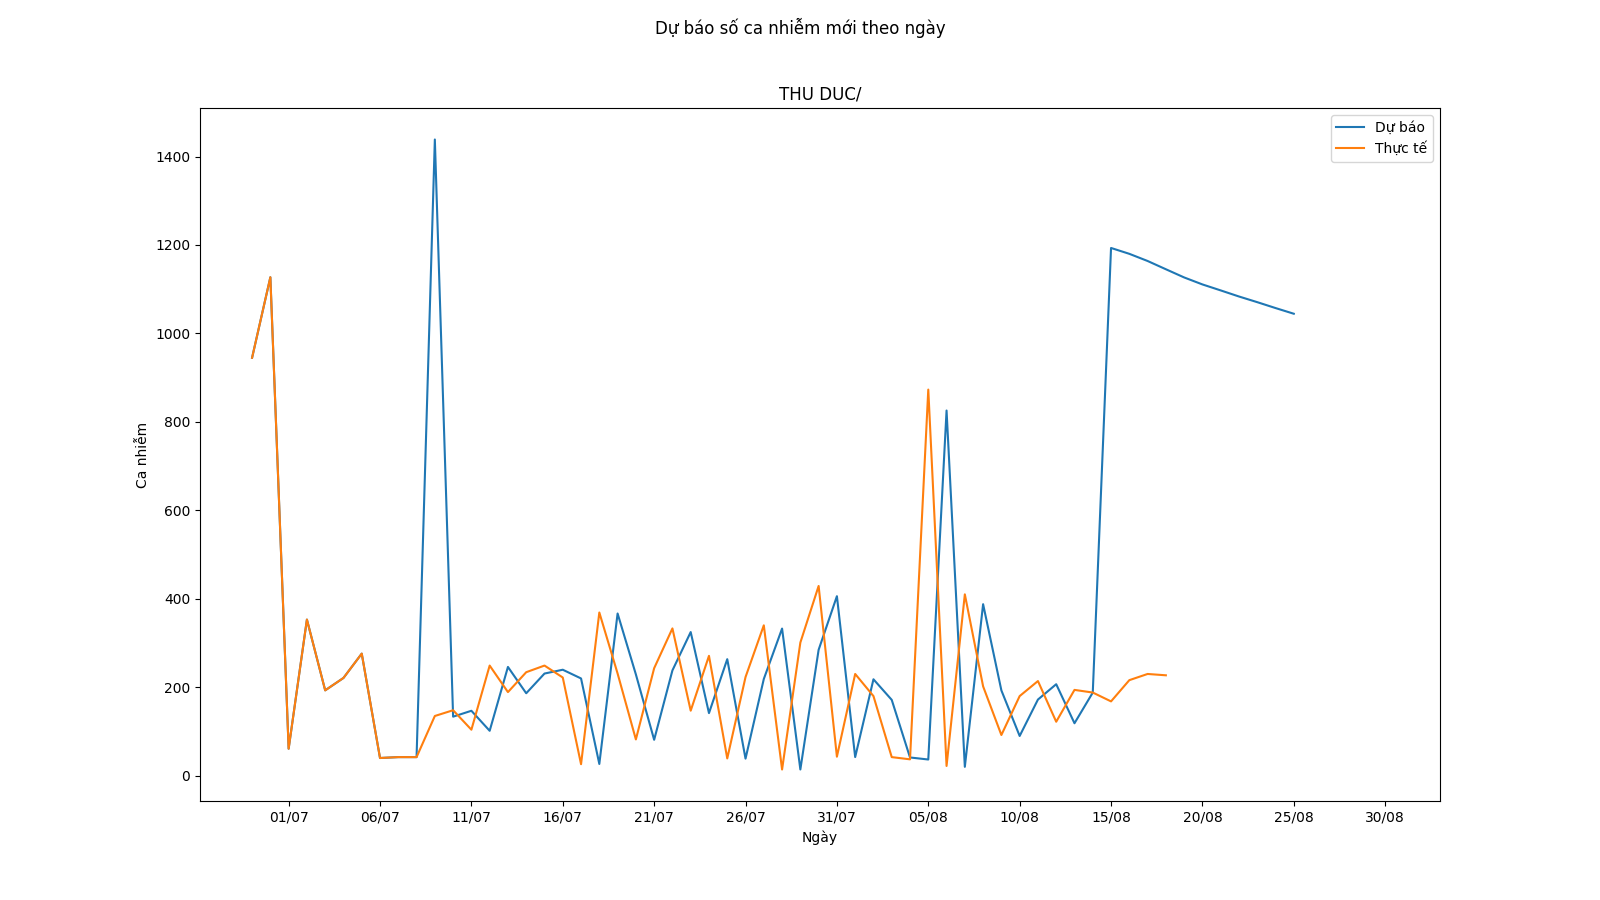 Dự báo số ca nhiễm mới theo ngày
THU DUC/
Dự báo
Thực tế
1400
1200
1000
800
600
400
200
0
Ca nhiễm
01/07 06/07 11/07 16/07 21/07 26/07 31/07 05/08 10/08 15/08 20/08 25/08 30/08
Ngày